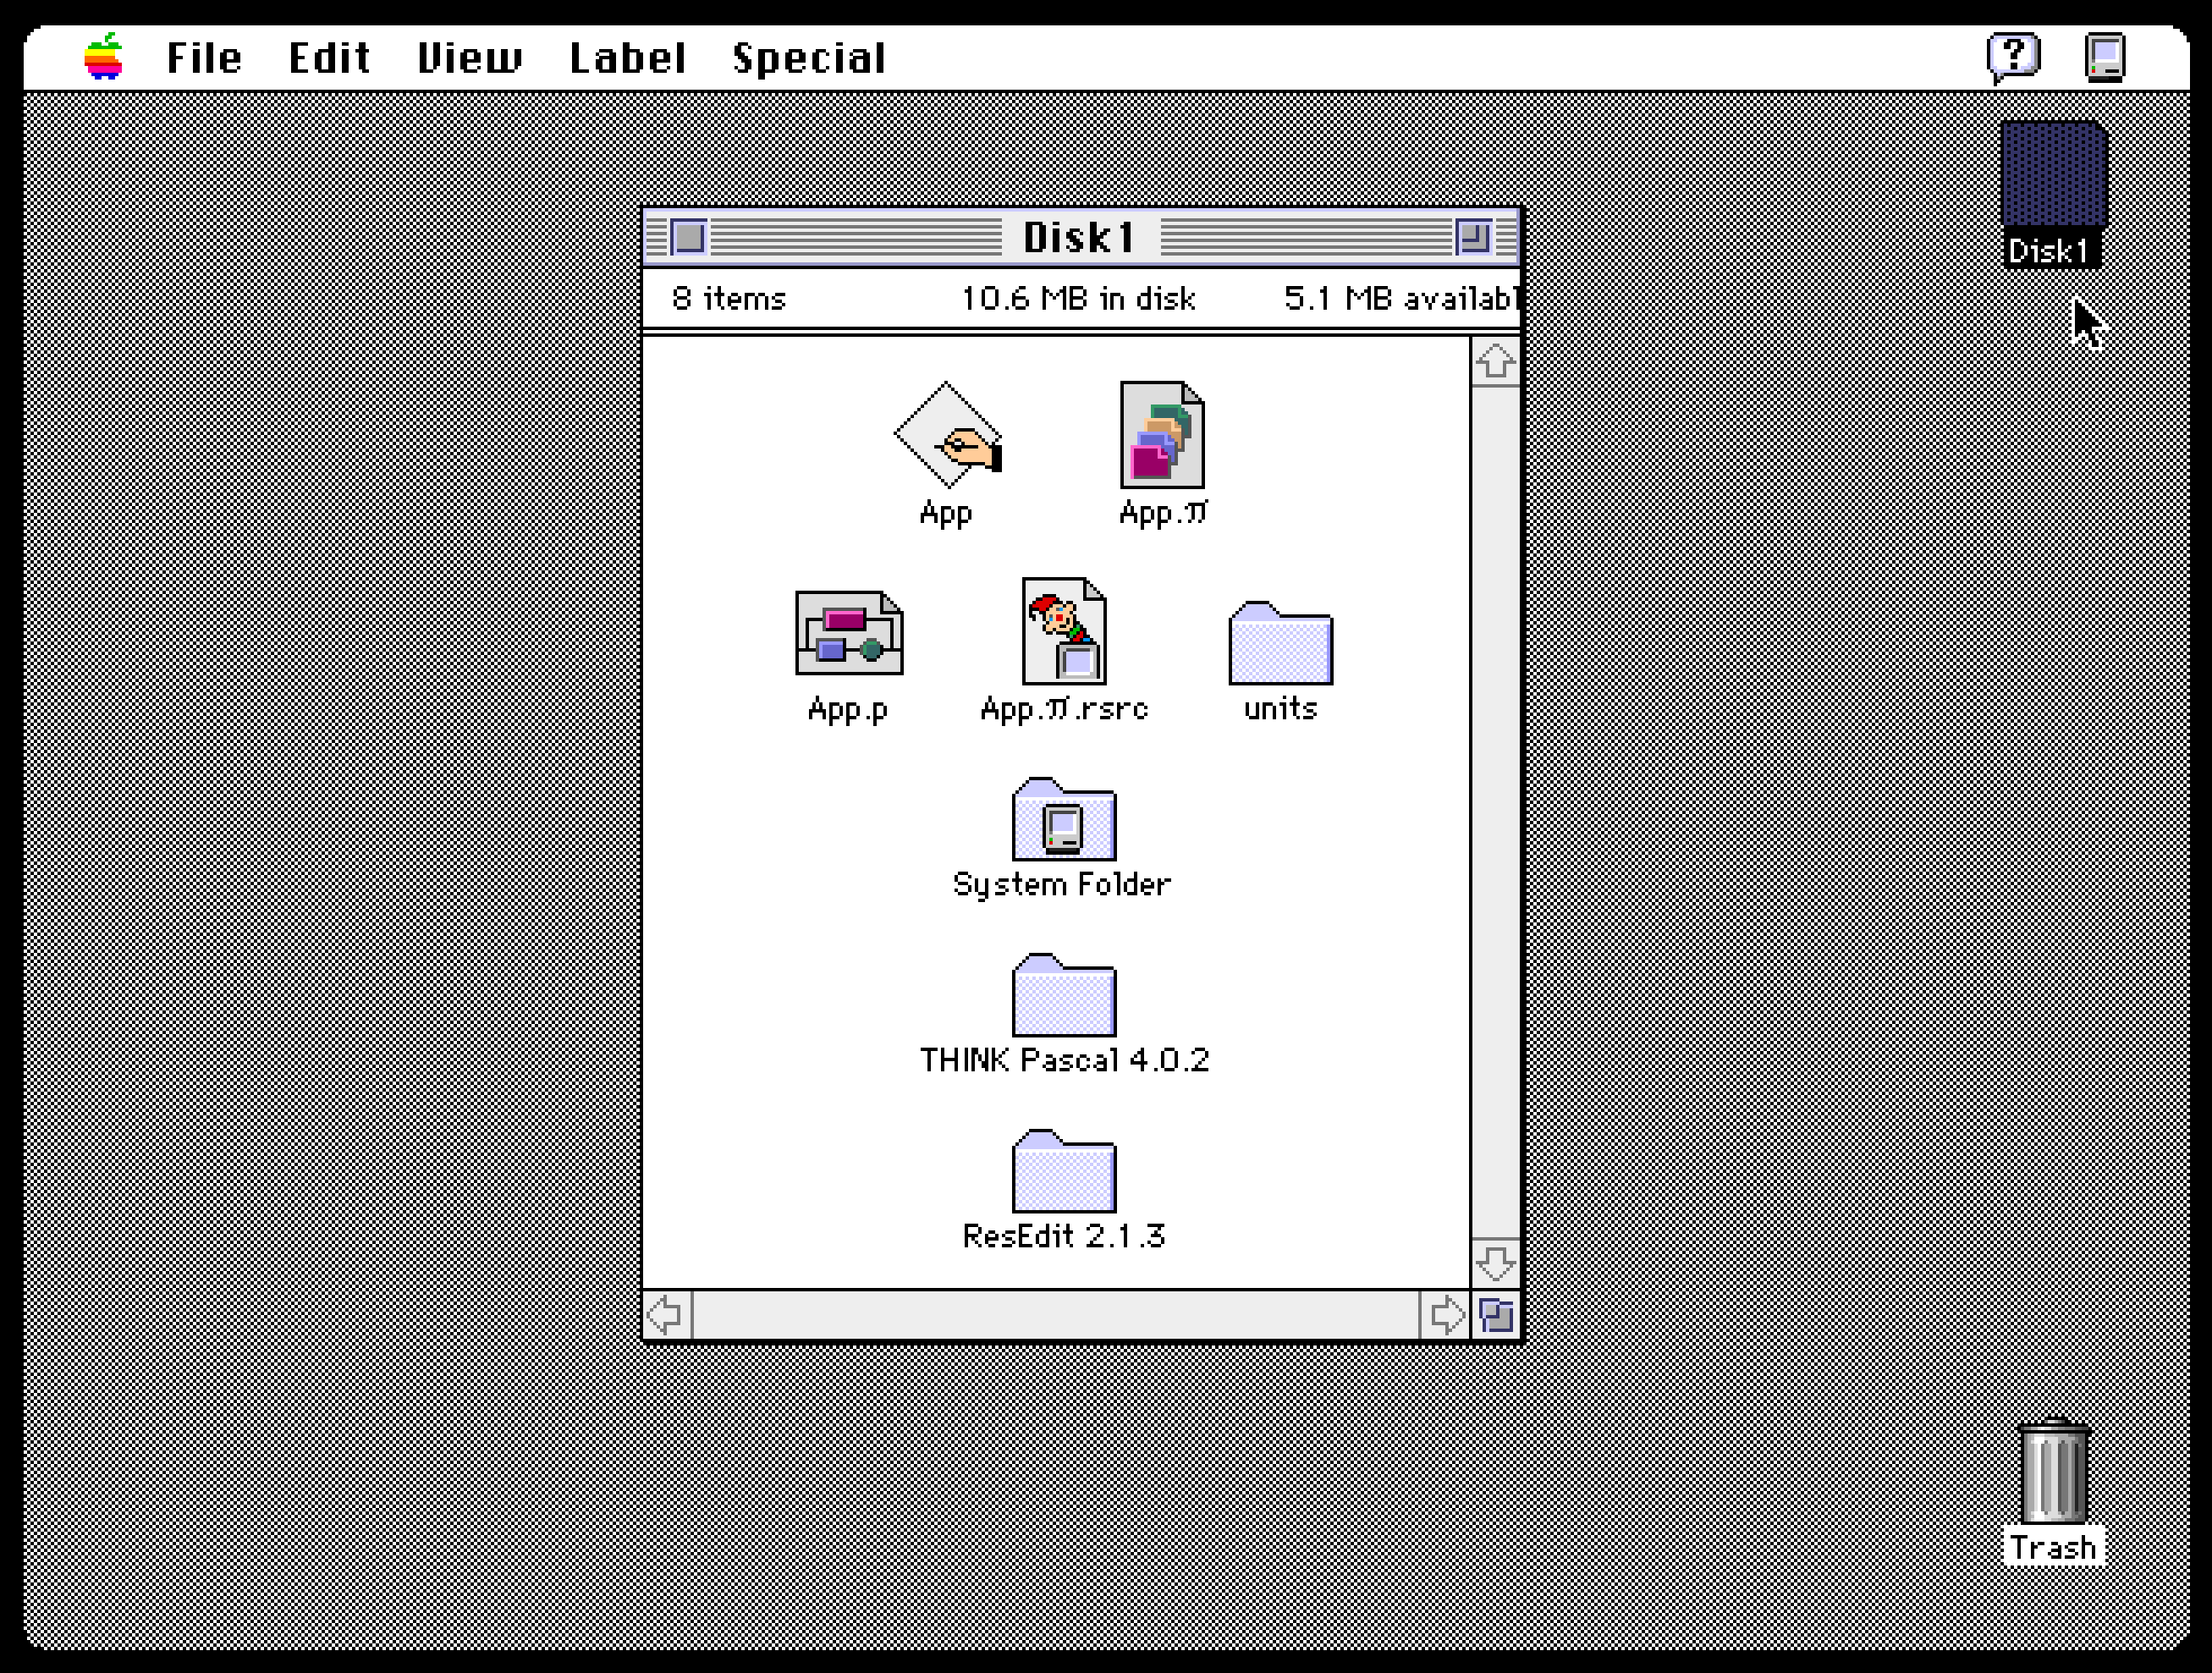 File Edit View Label Special ?
Disk1
Disk1
8 items 10.6 MB in disk 5.1 MB availabl
App App.π
App.p App.π.rsrc units
System Folder
THINK Pascal 4.0.2
ResEdit 2.1.3
Trash